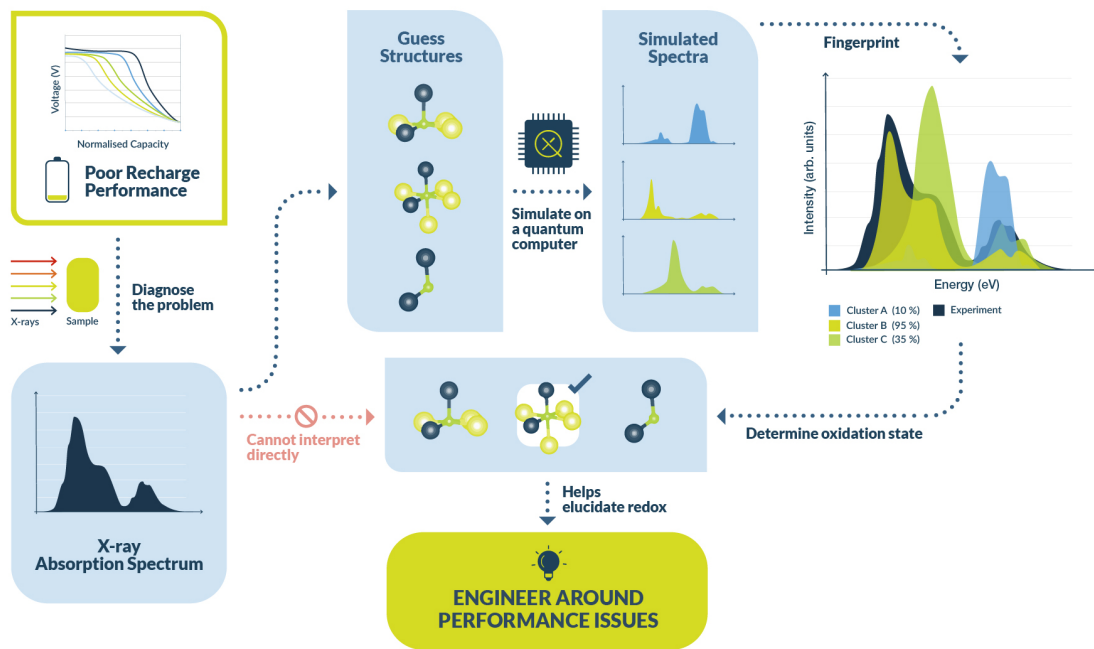 Voltage (V)
Normalised Capacity
Poor Recharge
Performance
X-rays
Sample
Diagnose
the problem
X-ray
Absorption Spectrum
Cannot interpret
directly
Guess
Structures
Simulate on
a quantum
computer
Simulated
Spectra
Fingerprint
Intensity (arb. units)
Energy (eV)
Cluster A (10 %)
Experiment
Cluster B (95 %)
Cluster C (35 %)
Determine oxidation state
Helps
elucidate redox
ENGINEER AROUND
PERFORMANCE ISSUES